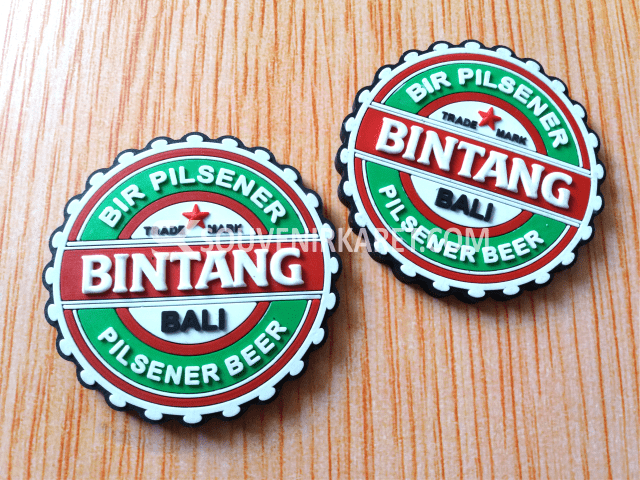 BIR PILSENER
TRADE MARK
BINTANG
BALI
PILSENER BEER
BIR PILSENER
TRADE MARK
BINTANG
BALI
PILSENER BEER
SOUVENIRKARET.COM